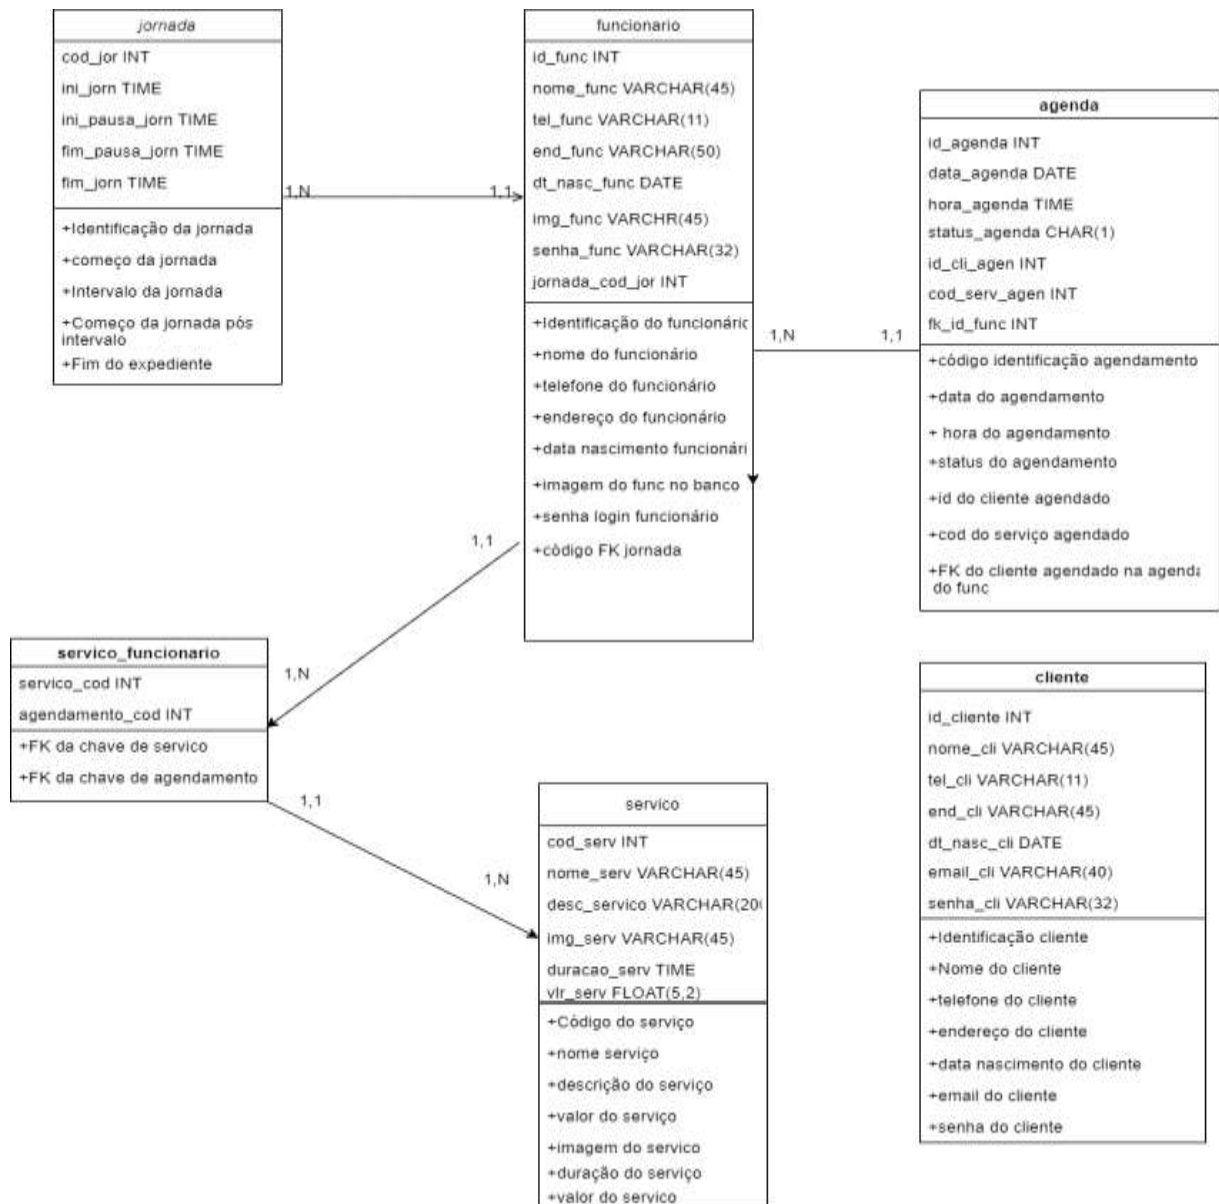 jornada
cod_jor INT
ini_jorn TIME
ini_pausa_jorn TIME
fim_pausa_jorn TIME
fim_jorn TIME
+Identificação da jornada
+começo da jornada
+Intervalo da jornada
+Começo da jornada pós
intervalo
+Fim do expediente
1,N
1,1
funcionario
id_func INT
nome_func VARCHAR(45)
tel_func VARCHAR(11)
end_func VARCHAR(50)
dt_nasc_func DATE
img_func VARCHR(45)
senha_func VARCHAR(32)
jornada_cod_jor INT
+Identificação do funcionário
+nome do funcionário
+telefone do funcionário
+endereço do funcionário
+data nascimento funcionári
+imagem do func no banco
+senha login funcionário
+código FK jornada
1,N
1,1
agenda
id_agenda INT
data_agenda DATE
hora_agenda TIME
status_agenda CHAR(1)
id_cli_agen INT
cod_serv_agen INT
fk_id_func INT
+código identificação agendamento
+data do agendamento
+ hora do agendamento
+status do agendamento
+id do cliente agendado
+cod do serviço agendado
+FK do cliente agendado na agenda
do func
1,1
1,N
servico_funcionario
servico_cod INT
agendamento_cod INT
+FK da chave de servico
+FK da chave de agendamento
1,1
1,N
servico
cod_serv INT
nome_serv VARCHAR(45)
desc_servico VARCHAR(200
img_serv VARCHAR(45)
duracao_serv TIME
vlr_serv FLOAT(5,2)
+Código do serviço
+nome serviço
+descrição do serviço
+valor do serviço
+imagem do servico
+duração do serviço
+valor do servico
cliente
id_cliente INT
nome_cli VARCHAR(45)
tel_cli VARCHAR(11)
end_cli VARCHAR(45)
dt_nasc_cli DATE
email_cli VARCHAR(40)
senha_cli VARCHAR(32)
+Identificação cliente
+Nome do cliente
+telefone do cliente
+endereço do cliente
+data nascimento do cliente
+email do cliente
+senha do cliente